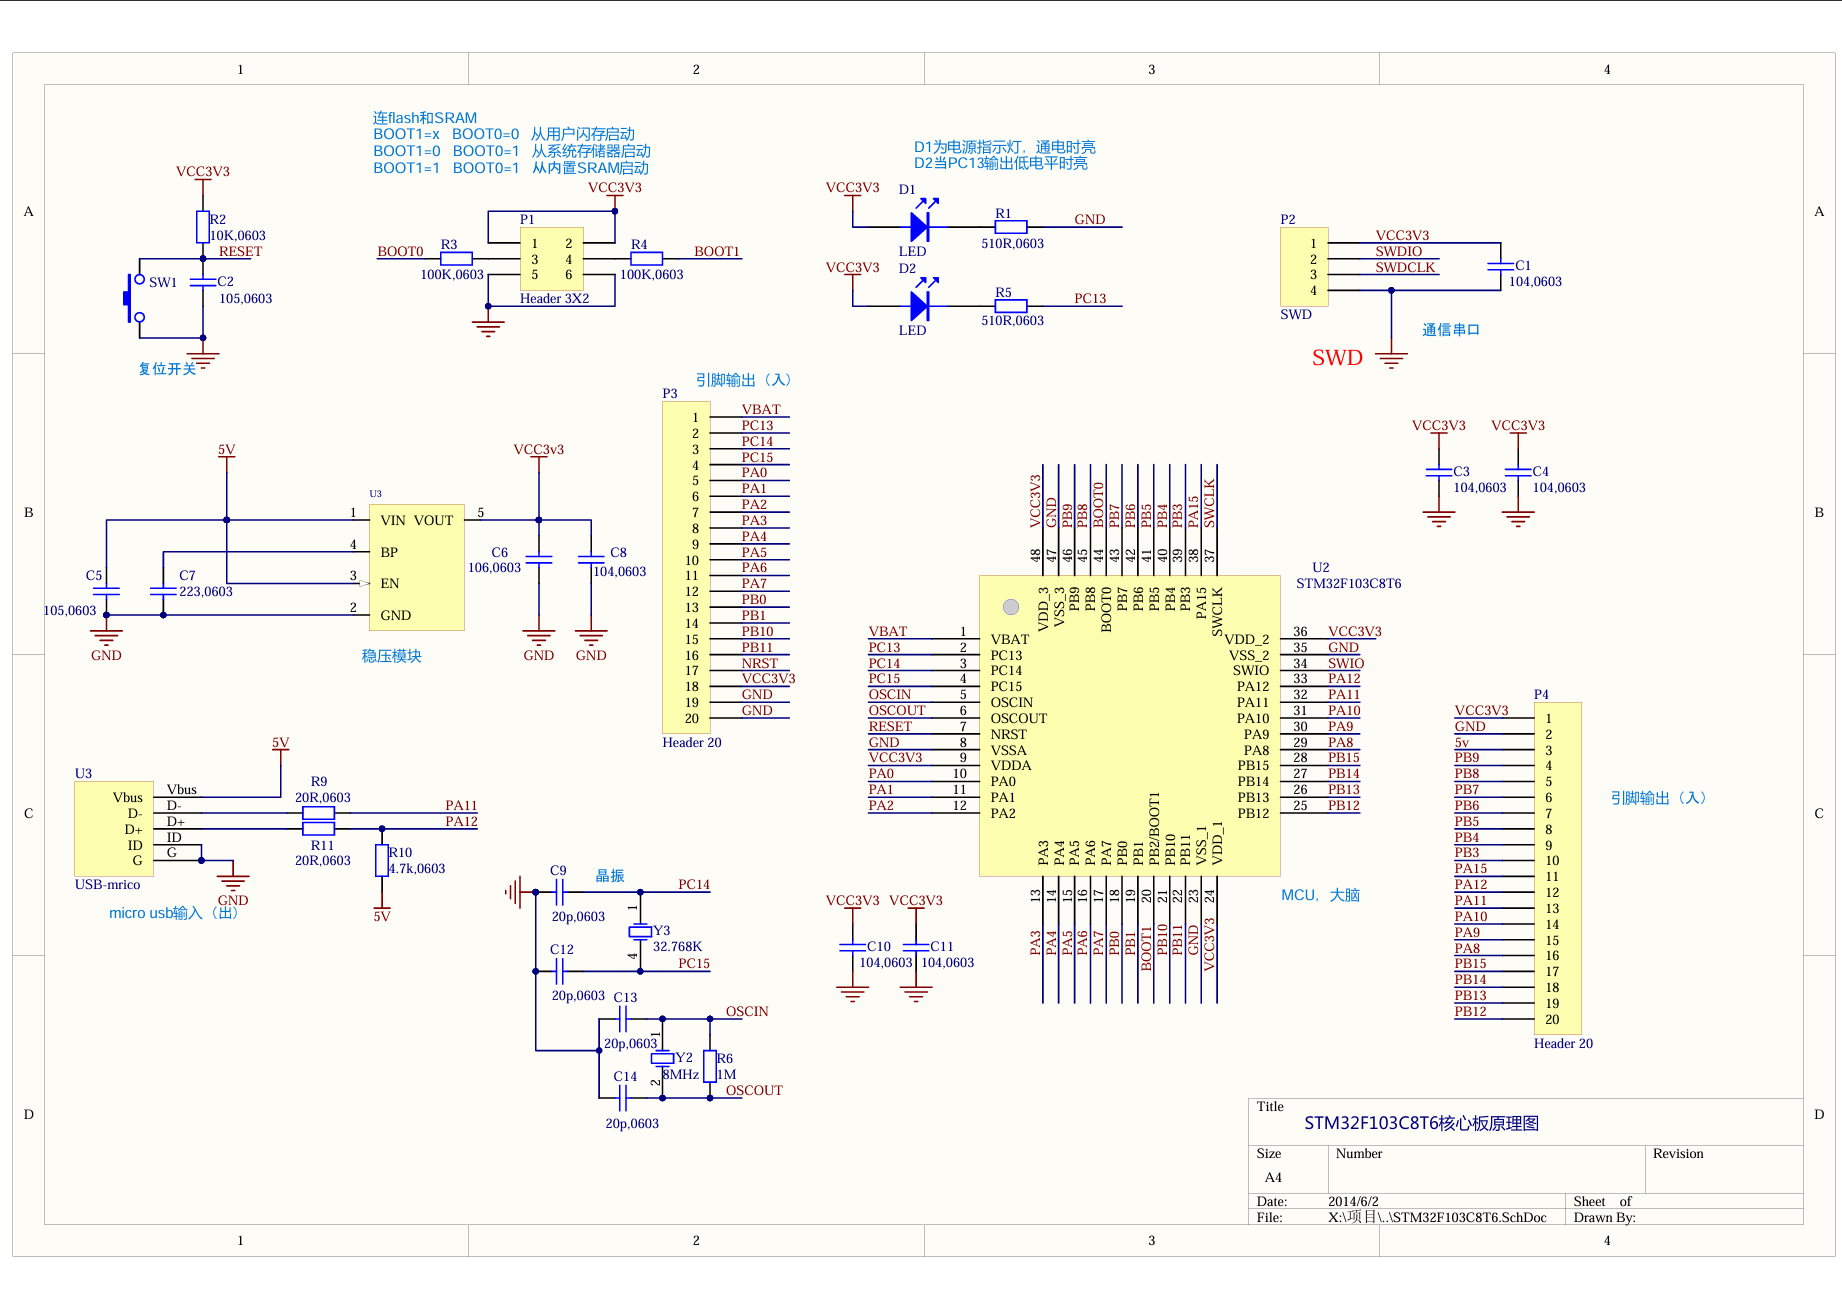 1
2
3
4
A
B
C
D
A
B
C
D
1
2
3
4
VCC3V3
R2
10K,0603
RESET
SW1
C2
105,0603
复位开关
连flash和SRAM
BOOT1=x BOOT0=0 从用户闪存启动
BOOT1=0 BOOT0=1 从系统存储器启动
BOOT1=1 BOOT0=1 从内置SRAM启动
VCC3V3
P1
BOOT0
R3
100K,0603
1 2
3 4
5 6
Header 3X2
R4
100K,0603
BOOT1
D1为电源指示灯，通电时亮
D2当PC13输出低电平时亮
VCC3V3
D1
LED
R1
510R,0603
GND
VCC3V3
D2
LED
R5
510R,0603
PC13
P2
1 VCC3V3
2 SWDIO
3 SWDCLK
4
SWD
C1
104,0603
通信串口
SWD
5V
U3
1 VIN VOUT 5
4 BP
3 EN
2 GND
C5
105,0603
C7
223,0603
GND
VCC3v3
C6
106,0603
C8
104,0603
GND
GND
稳压模块
引脚输出（入）
P3
1 VBAT
2 PC13
3 PC14
4 PC15
5 PA0
6 PA1
7 PA2
8 PA3
9 PA4
10 PA5
11 PA6
12 PA7
13 PB0
14 PB1
15 PB10
16 PB11
17 NRST
18 VCC3V3
19 GND
20 GND
Header 20
VCC3V3
C3
104,0603
VCC3V3
C4
104,0603
U2
STM32F103C8T6
VCC3V3 48 VDD_3
GND 47 VSS_3
PB9 46 PB9
PB8 45 PB8
BOOT0 44 BOOT0
PB7 43 PB7
PB6 42 PB6
PB5 41 PB5
PB4 40 PB4
PB3 39 PB3
PA15 38 PA15
SWCLK 37 SWCLK
VBAT 1 VBAT
PC13 2 PC13
PC14 3 PC14
PC15 4 PC15
OSCIN 5 OSCIN
OSCOUT 6 OSCOUT
RESET 7 NRST
GND 8 VSSA
VCC3V3 9 VDDA
PA0 10 PA0
PA1 11 PA1
PA2 12 PA2
VDD_2 36 VCC3V3
VSS_2 35 GND
SWIO 34 SWIO
PA12 33 PA12
PA11 32 PA11
PA10 31 PA10
PA9 30 PA9
PA8 29 PA8
PB15 28 PB15
PB14 27 PB14
PB13 26 PB13
PB12 25 PB12
PA3 13 PA3
PA4 14 PA4
PA5 15 PA5
PA6 16 PA6
PA7 17 PA7
PB0 18 PB0
PB1 19 PB1
PB2/BOOT1 20 BOOT1
PB10 21 PB10
PB11 22 PB11
VSS_1 23 GND
VDD_1 24 VCC3V3
MCU，大脑
P4
VCC3V3 1
GND 2
5v 3
PB9 4
PB8 5
PB7 6
PB6 7
PB5 8
PB4 9
PB3 10
PA15 11
PA12 12
PA11 13
PA10 14
PA9 15
PA8 16
PB15 17
PB14 18
PB13 19
PB12 20
Header 20
引脚输出（入）
U3
5V
Vbus Vbus
D- D-
D+ D+
ID ID
G G
USB-mrico
R9
20R,0603
PA11
PA12
R11
20R,0603
R10
4.7k,0603
5V
GND
micro usb输入（出）
C9
20p,0603
晶振
PC14
1
Y3
32.768K
4
C12
20p,0603
PC15
C13
20p,0603
OSCIN
1
Y2
8MHz
2
R6
1M
C14
20p,0603
OSCOUT
VCC3V3
C10
104,0603
VCC3V3
C11
104,0603
Title
STM32F103C8T6核心板原理图
Size
A4
Number
Revision
Date: 2014/6/2 Sheet of
File: X:\项目\..\STM32F103C8T6.SchDoc Drawn By: